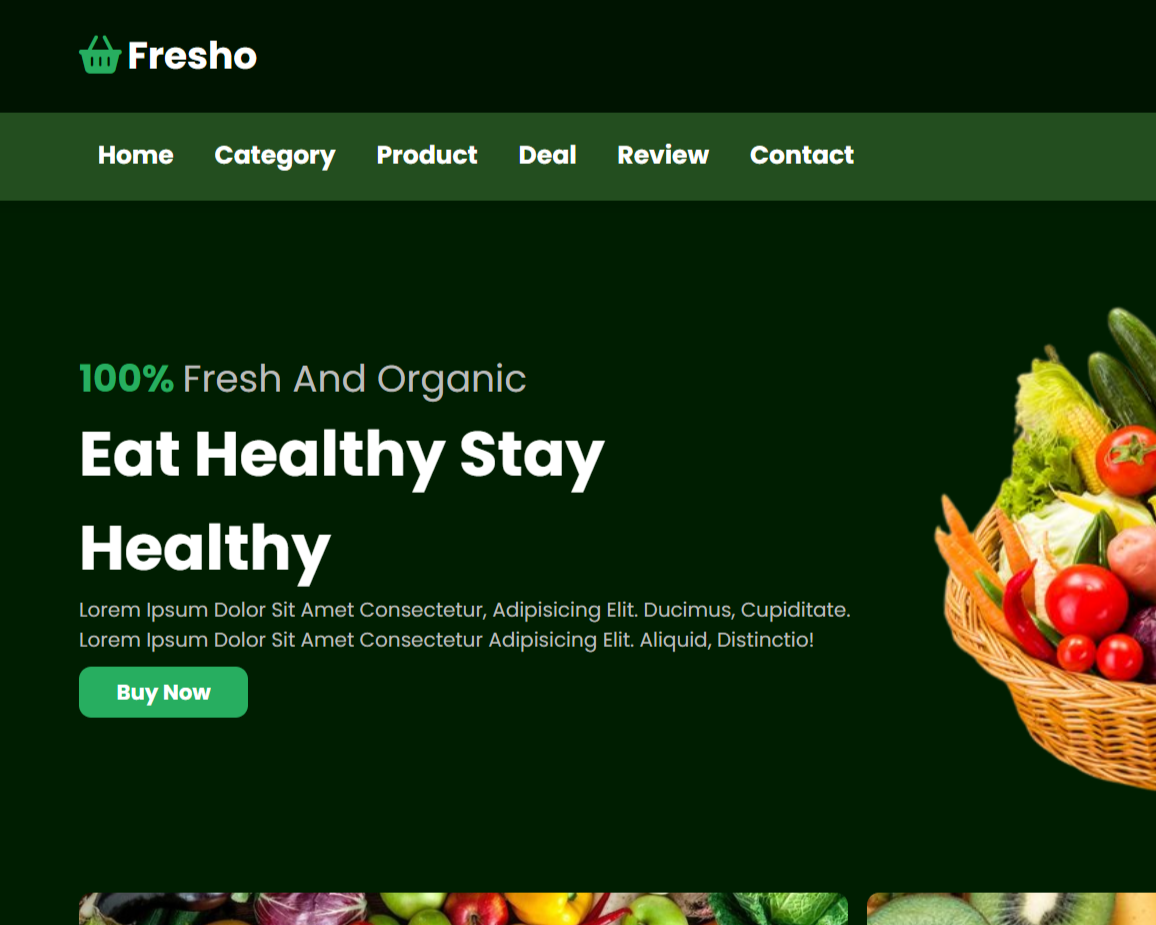 Fresho
Home Category Product Deal Review Contact
100% Fresh And Organic
Eat Healthy Stay
Healthy
Lorem Ipsum Dolor Sit Amet Consectetur, Adipisicing Elit. Ducimus, Cupiditate.
Lorem Ipsum Dolor Sit Amet Consectetur Adipisicing Elit. Aliquid, Distinctio!
Buy Now